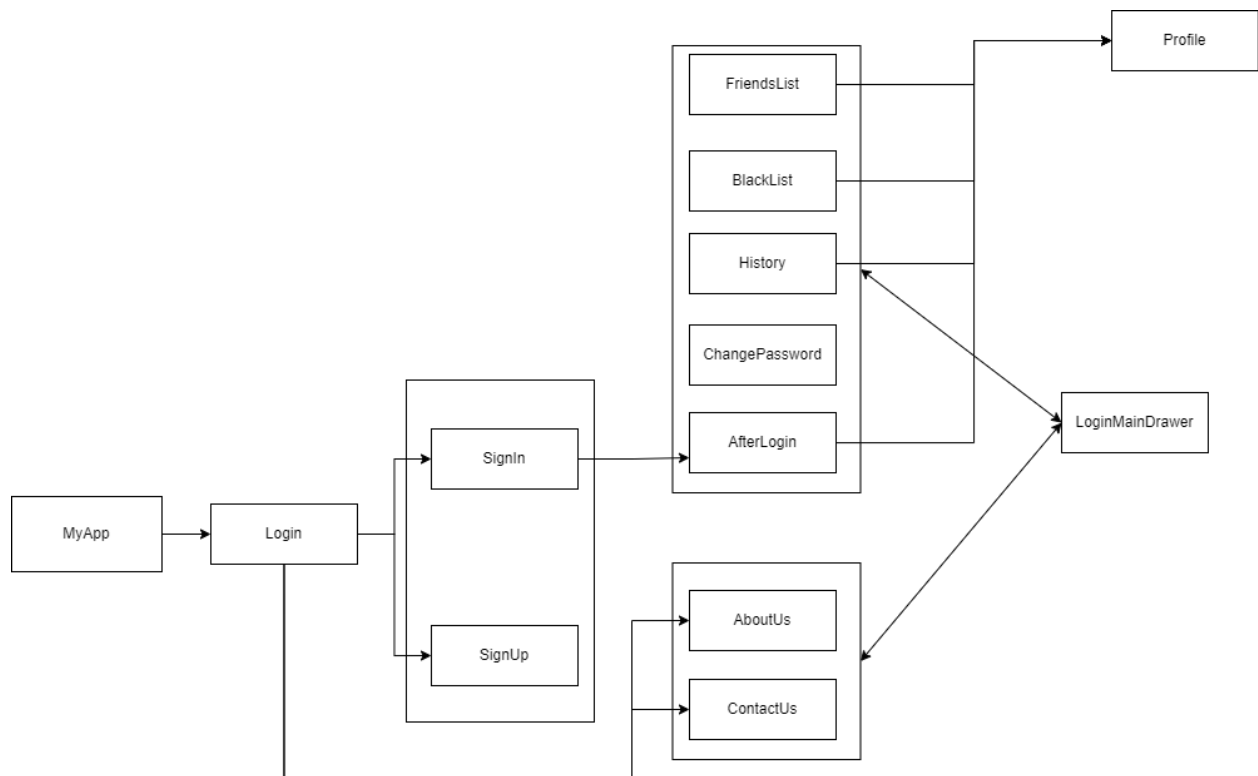 Profile
FriendsList
BlackList
History
ChangePassword
LoginMainDrawer
AfterLogin
SignIn
MyApp
Login
AboutUs
SignUp
ContactUs